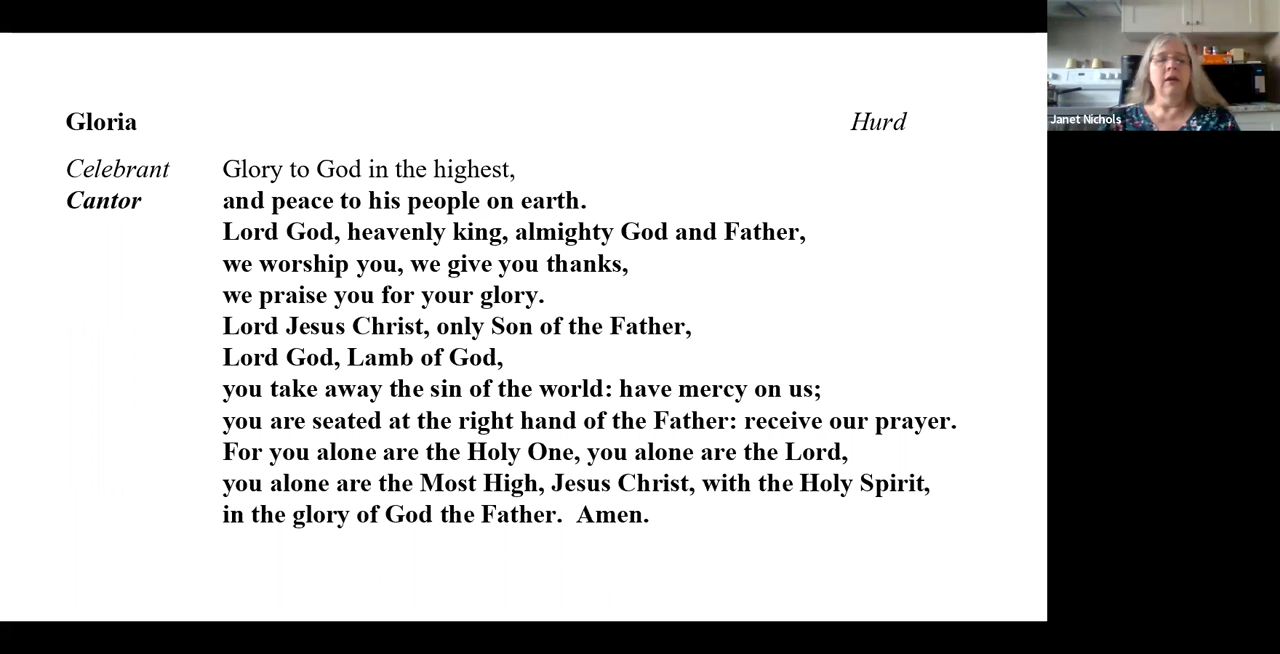 Gloria Hurd
Celebrant Glory to God in the highest,
Cantor and peace to his people on earth.
Lord God, heavenly king, almighty God and Father,
we worship you, we give you thanks,
we praise you for your glory.
Lord Jesus Christ, only Son of the Father,
Lord God, Lamb of God,
you take away the sin of the world: have mercy on us;
you are seated at the right hand of the Father: receive our prayer.
For you alone are the Holy One, you alone are the Lord,
you alone are the Most High, Jesus Christ, with the Holy Spirit,
in the glory of God the Father. Amen.
Janet Nichols